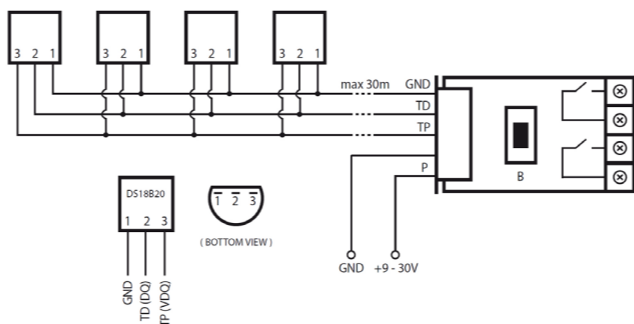 3 2 1
3 2 1
3 2 1
3 2 1
max 30m
GND
TD
TP
P
B
GND
+9 - 30V
DS18B20
1 2 3
GND
TD (DQ)
TP (VDQ)
1 2 3
( BOTTOM VIEW )